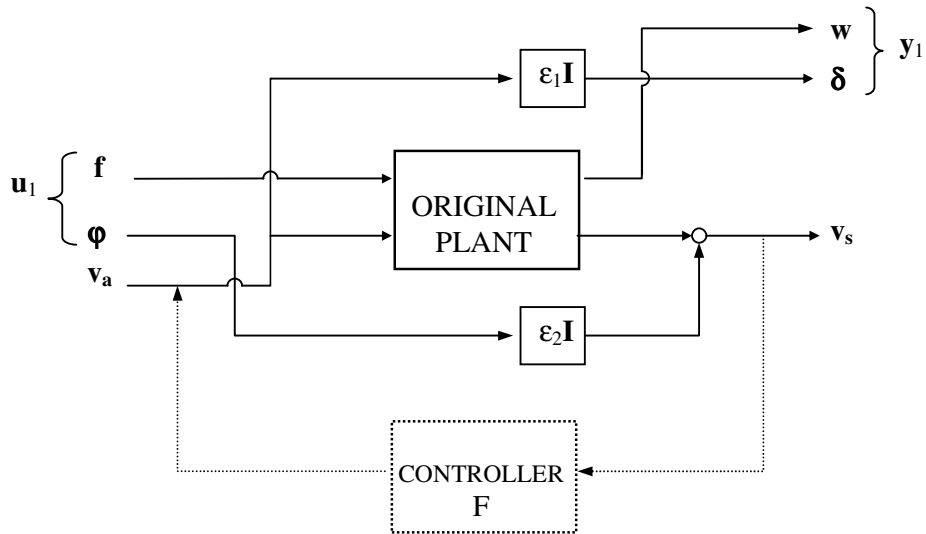 w
y₁
ε₁I
δ
f
u₁
ORIGINAL
PLANT
φ
vₛ
vₐ
ε₂I
CONTROLLER
F